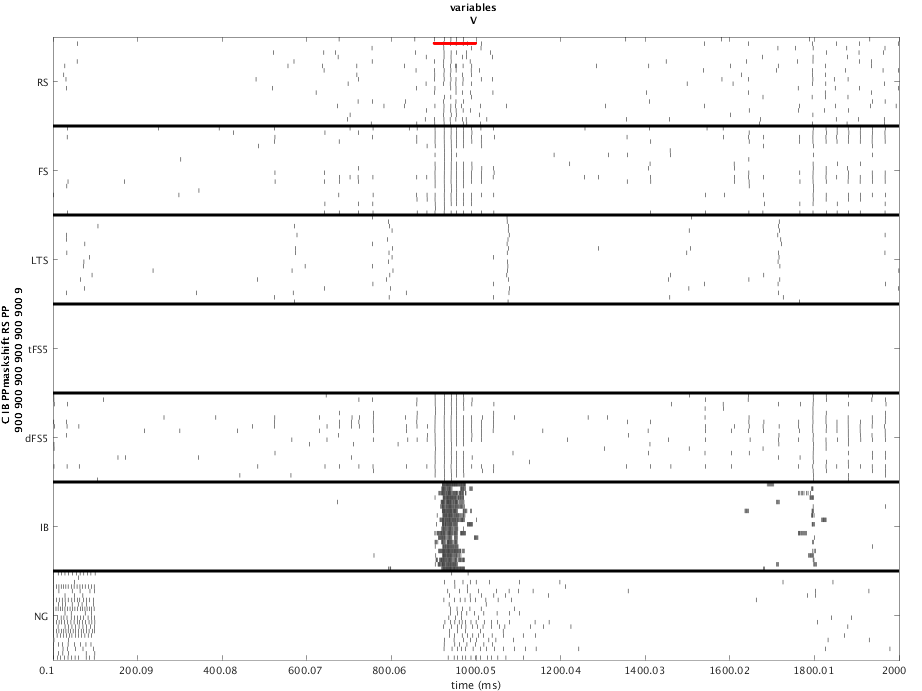 variables
V
RS
FS
LTS
tFS5
dFS5
IB
NG
C IB PPmaskshift RS PP
900 900 900 900 900 900 9
0.1 200.09 400.08 600.07 800.06 1000.05 1200.04 1400.03 1600.02 1800.01 2000
time (ms)